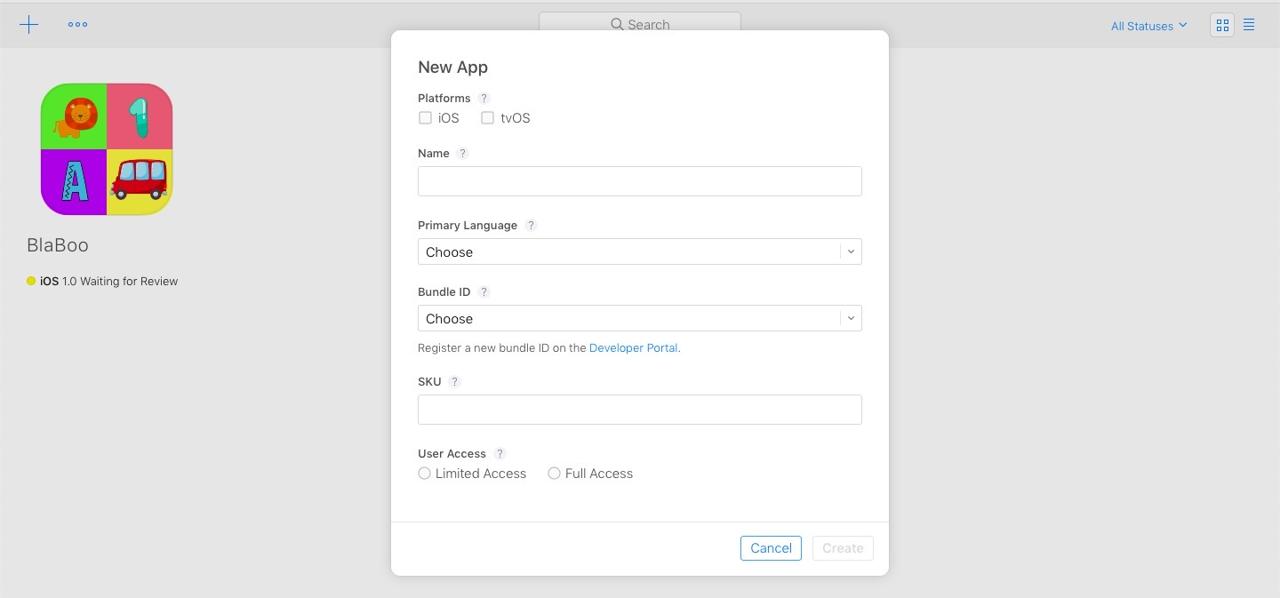 Search
All Statuses
New App
Platforms ?
iOS tvOS
Name ?
Primary Language ?
Choose
Bundle ID ?
Choose
Register a new bundle ID on the Developer Portal.
SKU ?
User Access ?
Limited Access Full Access
Cancel Create
1
A
BlaBoo
iOS 1.0 Waiting for Review